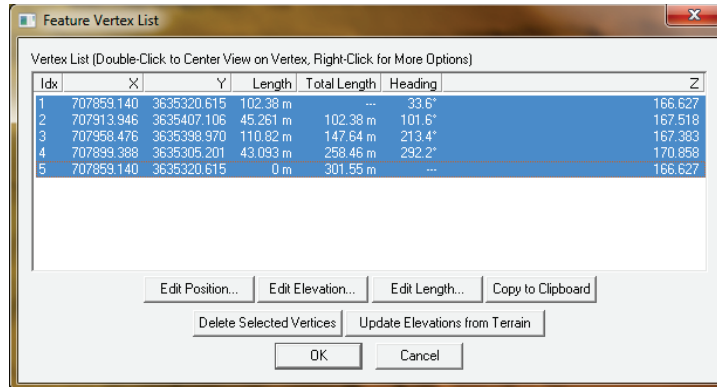 Feature Vertex List
Vertex List (Double-Click to Center View on Vertex, Right-Click for More Options)
Idx X Y Length Total Length Heading Z
1 707859.140 3635320.615 102.38 m --- 33.6° 166.627
2 707913.946 3635407.106 45.261 m 102.38 m 101.6° 167.518
3 707958.476 3635398.970 110.82 m 147.64 m 213.4° 167.383
4 707899.388 3635305.201 43.093 m 258.46 m 292.2° 170.858
5 707859.140 3635320.615 0 m 301.55 m --- 166.627
Edit Position... Edit Elevation... Edit Length... Copy to Clipboard
Delete Selected Vertices Update Elevations from Terrain
OK Cancel